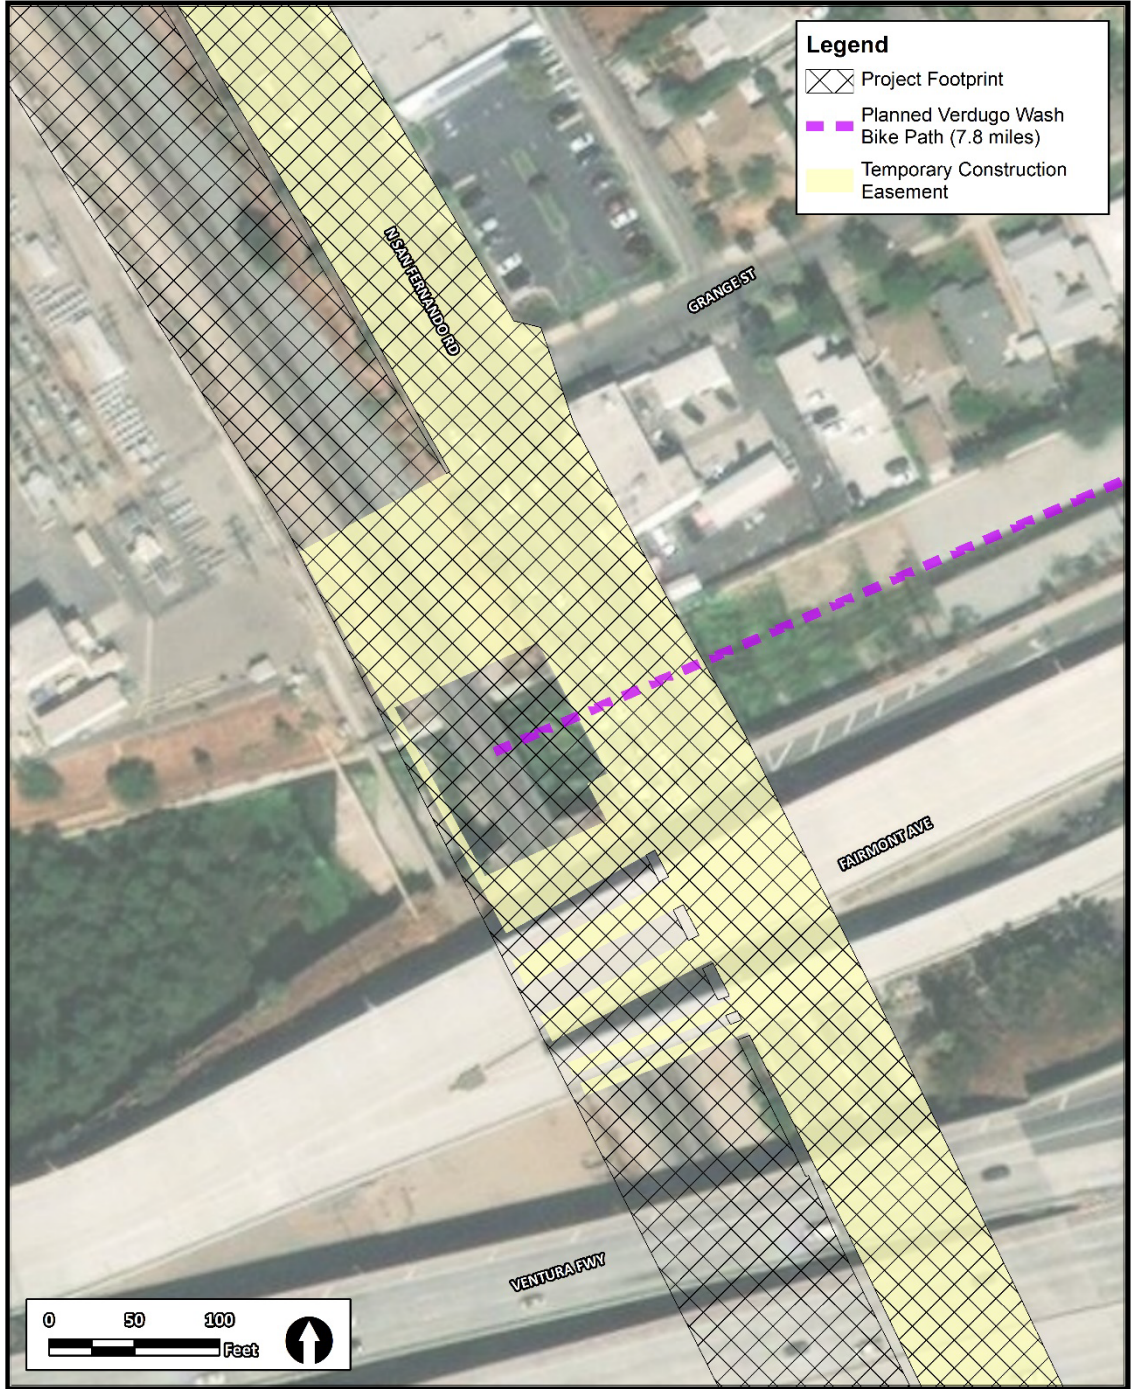 Legend
Project Footprint
Planned Verdugo Wash
Bike Path (7.8 miles)
Temporary Construction
Easement
N SAN FERNANDO RD
GRANGE ST
FAIRMONT AVE
VENTURA FWY
0 50 100
Feet